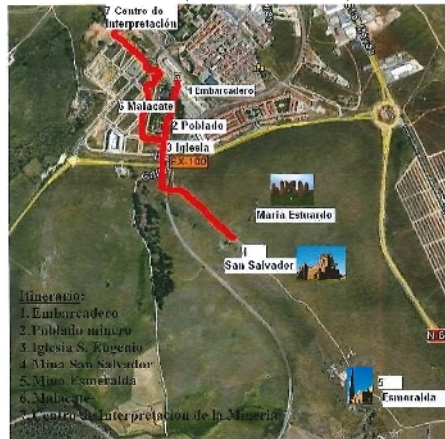 7 Centro de
Interpretación
1 Embarcadero
6 Malacate
2 Poblado
3 Iglesia
EX-100
María Estuardo
4
San Salvador
N 6
5
Esmeralda
Itinerario:
1. Embarcadero
2. Poblado minero
3. Iglesia S. Eugenio
4. Mina San Salvador
5. Mina Esmeralda
6. Malacate
7. Centro de Interpretación de la Minería